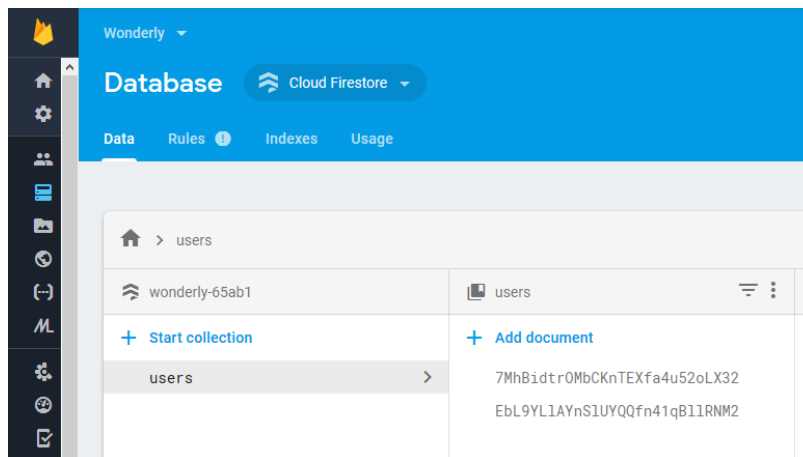 Wonderly
Database
Cloud Firestore
Data
Rules
Indexes
Usage
users
wonderly-65ab1
users
Start collection
Add document
users
7MhBidtrOMbCKnTEXfa4u52oLX32
EbL9YLlAYnSlUYQQfn41qBllRNM2